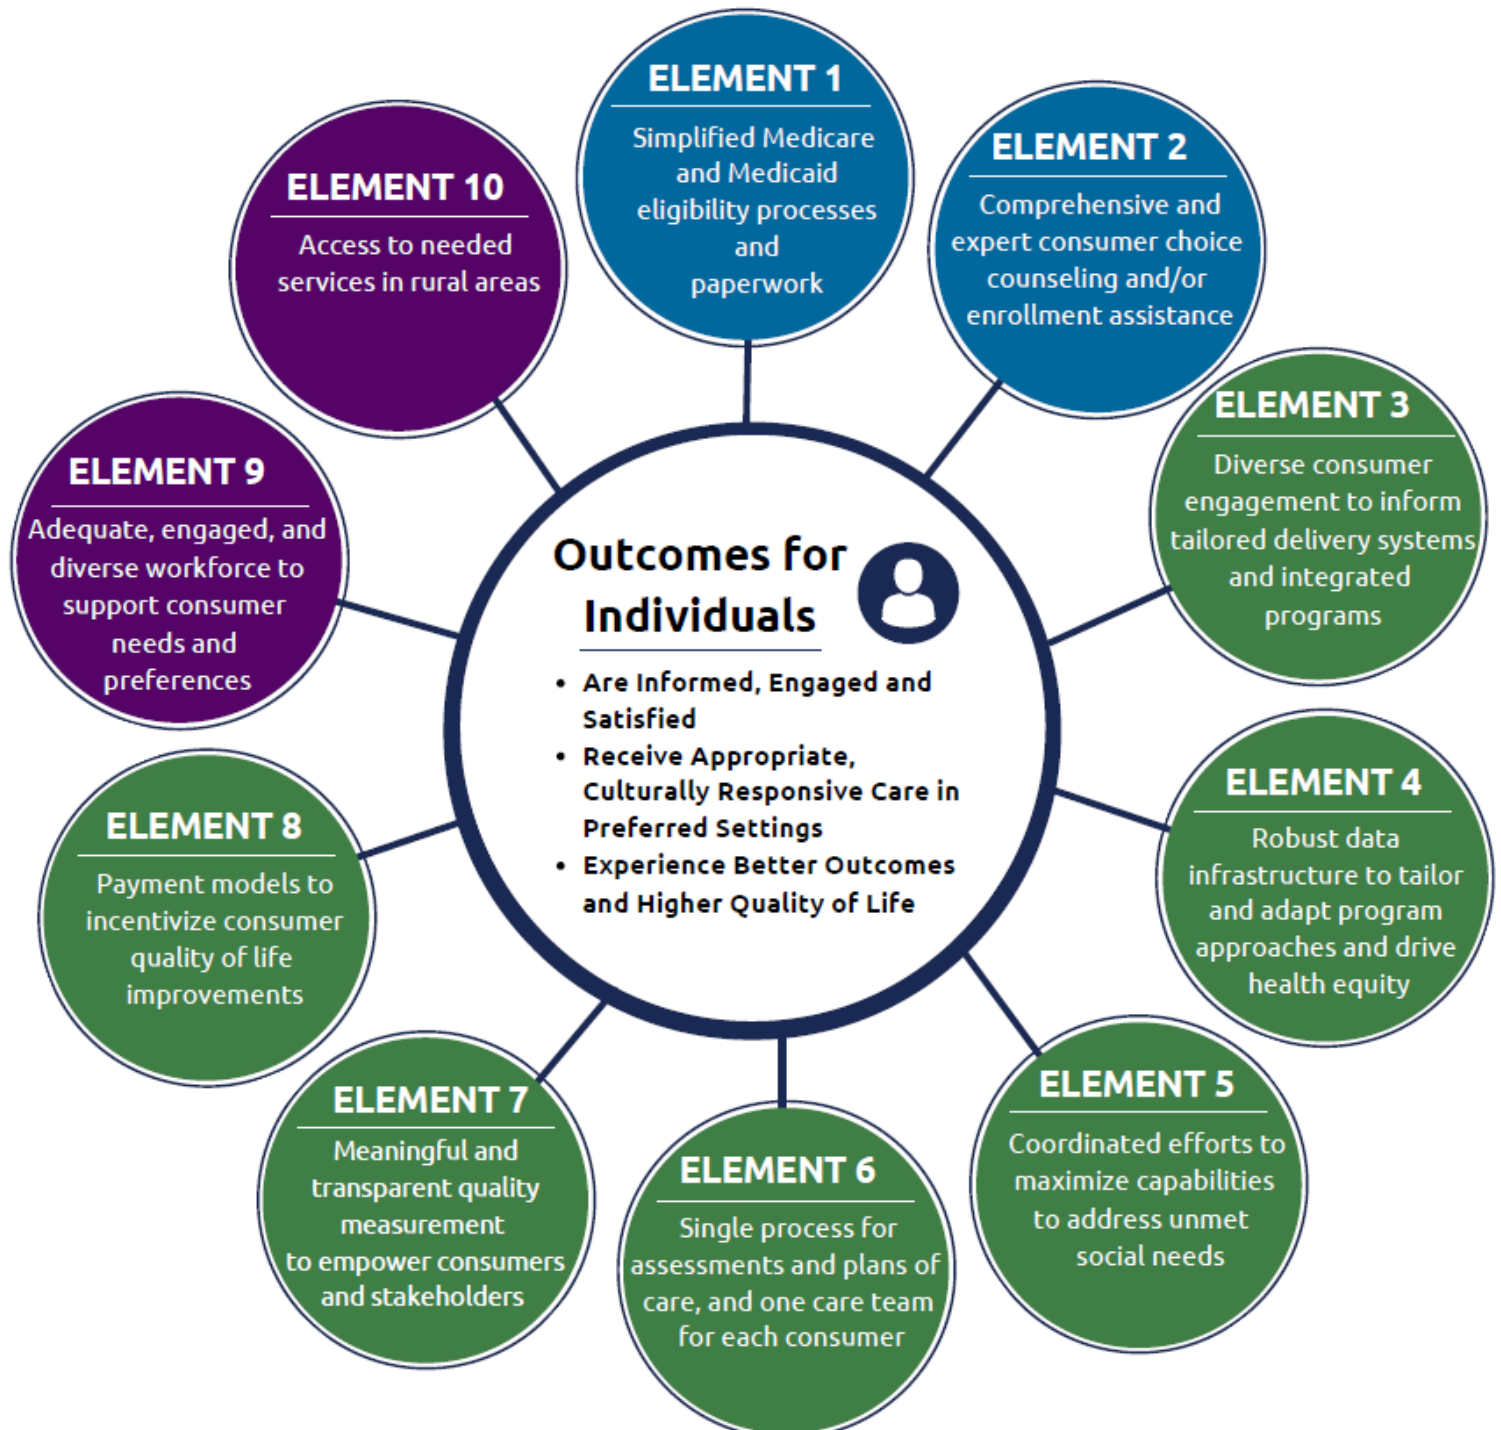 ELEMENT 1
Simplified Medicare
and Medicaid
eligibility processes
and
paperwork
ELEMENT 2
Comprehensive and
expert consumer choice
counseling and/or
enrollment assistance
ELEMENT 3
Diverse consumer
engagement to inform
tailored delivery systems
and integrated
programs
ELEMENT 4
Robust data
infrastructure to tailor
and adapt program
approaches and drive
health equity
ELEMENT 5
Coordinated efforts to
maximize capabilities
to address unmet
social needs
ELEMENT 6
Single process for
assessments and plans of
care, and one care team
for each consumer
ELEMENT 7
Meaningful and
transparent quality
measurement
to empower consumers
and stakeholders
ELEMENT 8
Payment models to
incentivize consumer
quality of life
improvements
ELEMENT 9
Adequate, engaged, and
diverse workforce to
support consumer
needs and
preferences
ELEMENT 10
Access to needed
services in rural areas
Outcomes for
Individuals
• Are Informed, Engaged and
Satisfied
• Receive Appropriate,
Culturally Responsive Care in
Preferred Settings
• Experience Better Outcomes
and Higher Quality of Life